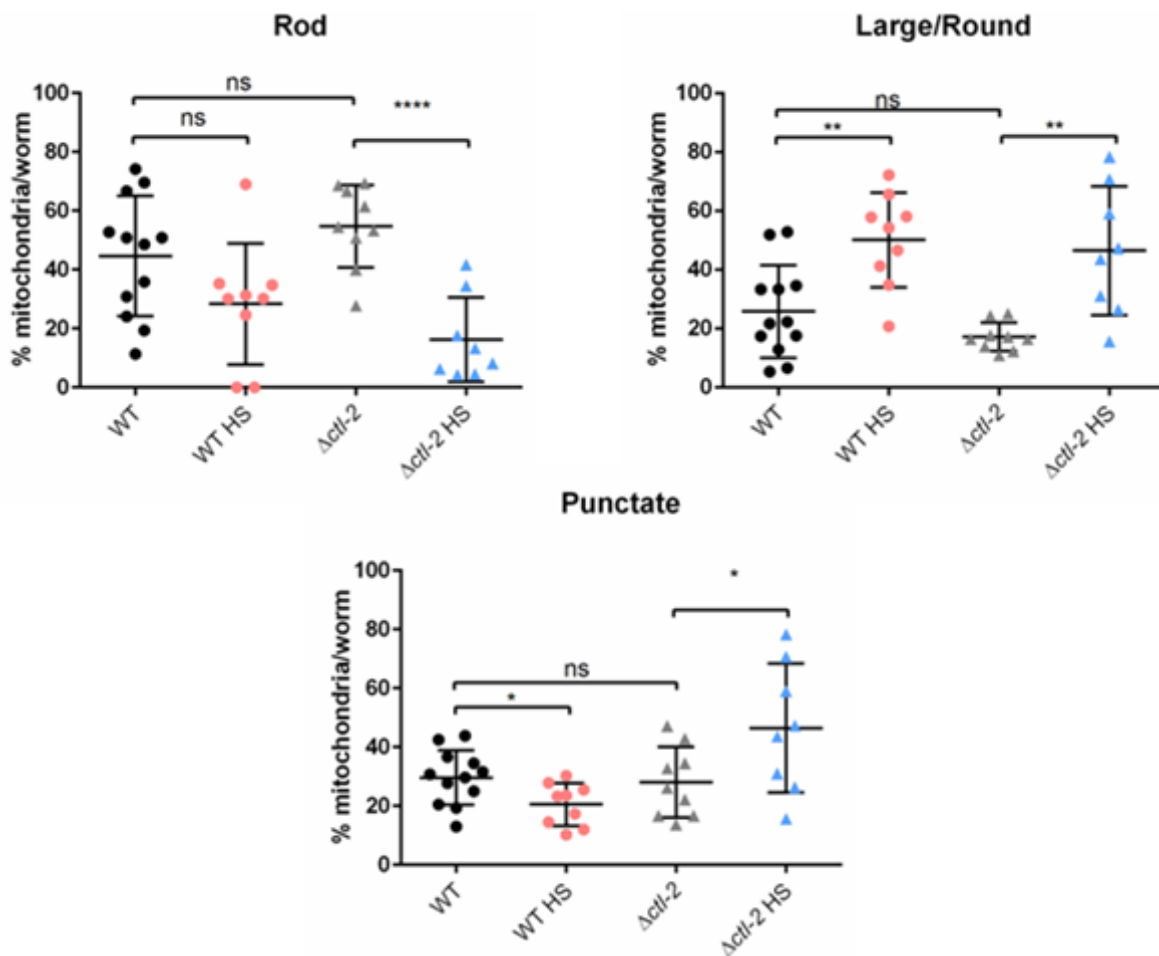 Rod
% mitochondria/worm
100
80
60
40
20
0
ns
ns
****
WT
WT HS
Δctl-2
Δctl-2 HS
Large/Round
% mitochondria/worm
100
80
60
40
20
0
ns
**
**
WT
WT HS
Δctl-2
Δctl-2 HS
Punctate
% mitochondria/worm
100
80
60
40
20
0
*
ns
*
WT
WT HS
Δctl-2
Δctl-2 HS